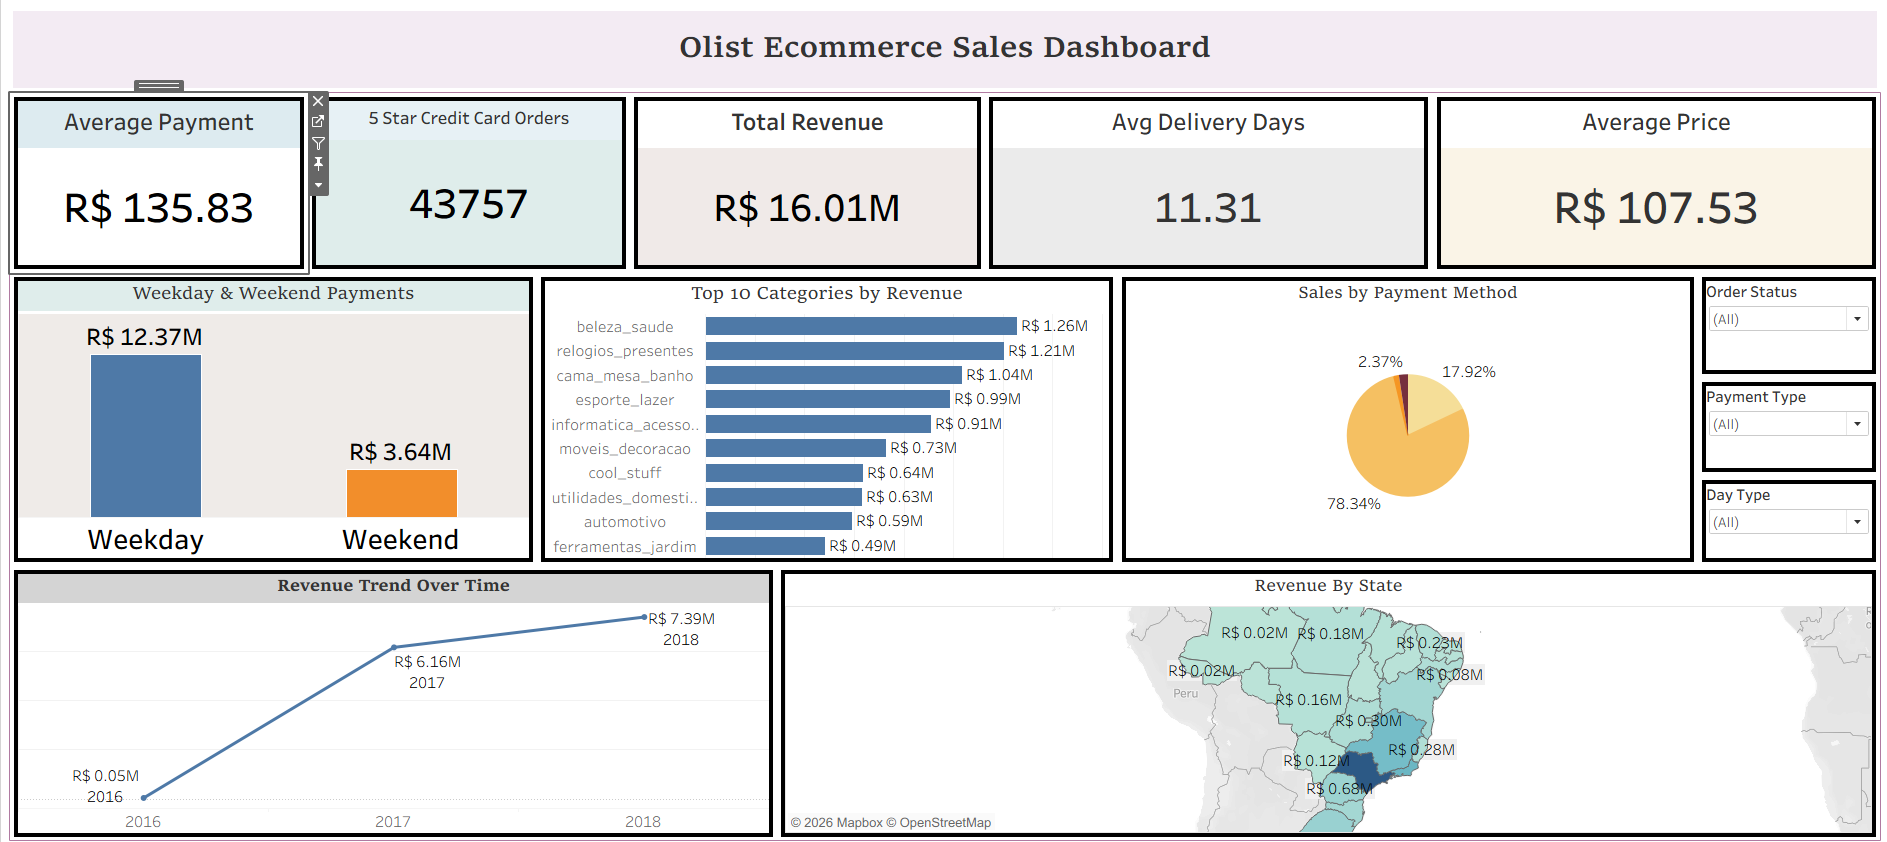 Olist Ecommerce Sales Dashboard
Average Payment
R$ 135.83
5 Star Credit Card Orders
43757
Total Revenue
R$ 16.01M
Avg Delivery Days
11.31
Average Price
R$ 107.53
Weekday & Weekend Payments
R$ 12.37M
R$ 3.64M
Weekday
Weekend
Top 10 Categories by Revenue
beleza_saude R$ 1.26M
relogios_presentes R$ 1.21M
cama_mesa_banho R$ 1.04M
esporte_lazer R$ 0.99M
informatica_acesso.. R$ 0.91M
moveis_decoracao R$ 0.73M
cool_stuff R$ 0.64M
utilidades_domesti.. R$ 0.63M
automotivo R$ 0.59M
ferramentas_jardim R$ 0.49M
Sales by Payment Method
2.37%
17.92%
78.34%
Order Status
(All)
Payment Type
(All)
Day Type
(All)
Revenue Trend Over Time
R$ 7.39M
2018
R$ 6.16M
2017
R$ 0.05M
2016
2016 2017 2018
Revenue By State
R$ 0.02M R$ 0.18M
R$ 0.23M
R$ 0.02M
R$ 0.08M
Peru
R$ 0.16M
R$ 0.30M
R$ 0.28M
R$ 0.12M
R$ 0.68M
© 2026 Mapbox © OpenStreetMap